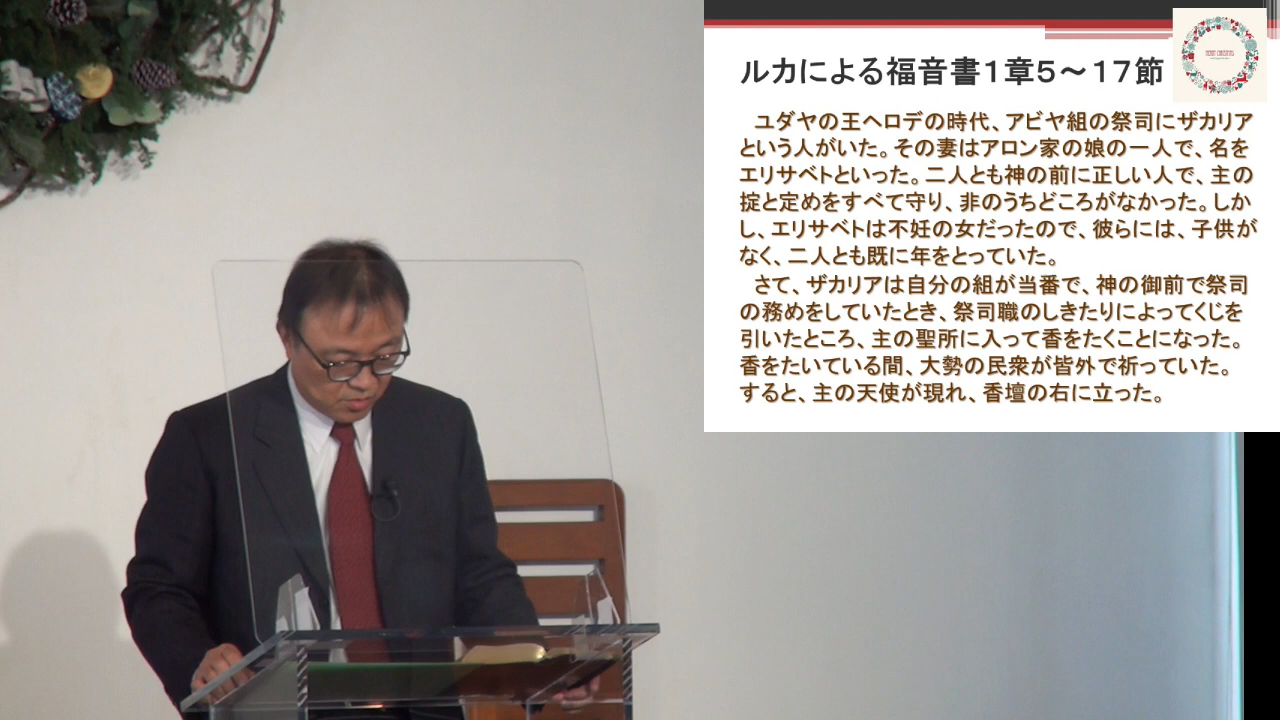 ルカによる福音書１章５～１７節
MERRY CHRISTMAS
ユダヤの王ヘロデの時代、アビヤ組の祭司にザカリア
という人がいた。その妻はアロン家の娘の一人で、名を
エリサベトといった。二人とも神の前に正しい人で、主の
掟と定めをすべて守り、非のうちどころがなかった。しか
し、エリサベトは不妊の女だったので、彼らには、子供が
なく、二人とも既に年をとっていた。
さて、ザカリアは自分の組が当番で、神の御前で祭司
の務めをしていたとき、祭司職のしきたりによってくじを
引いたところ、主の聖所に入って香をたくことになった。
香をたいている間、大勢の民衆が皆外で祈っていた。
すると、主の天使が現れ、香壇の右に立った。